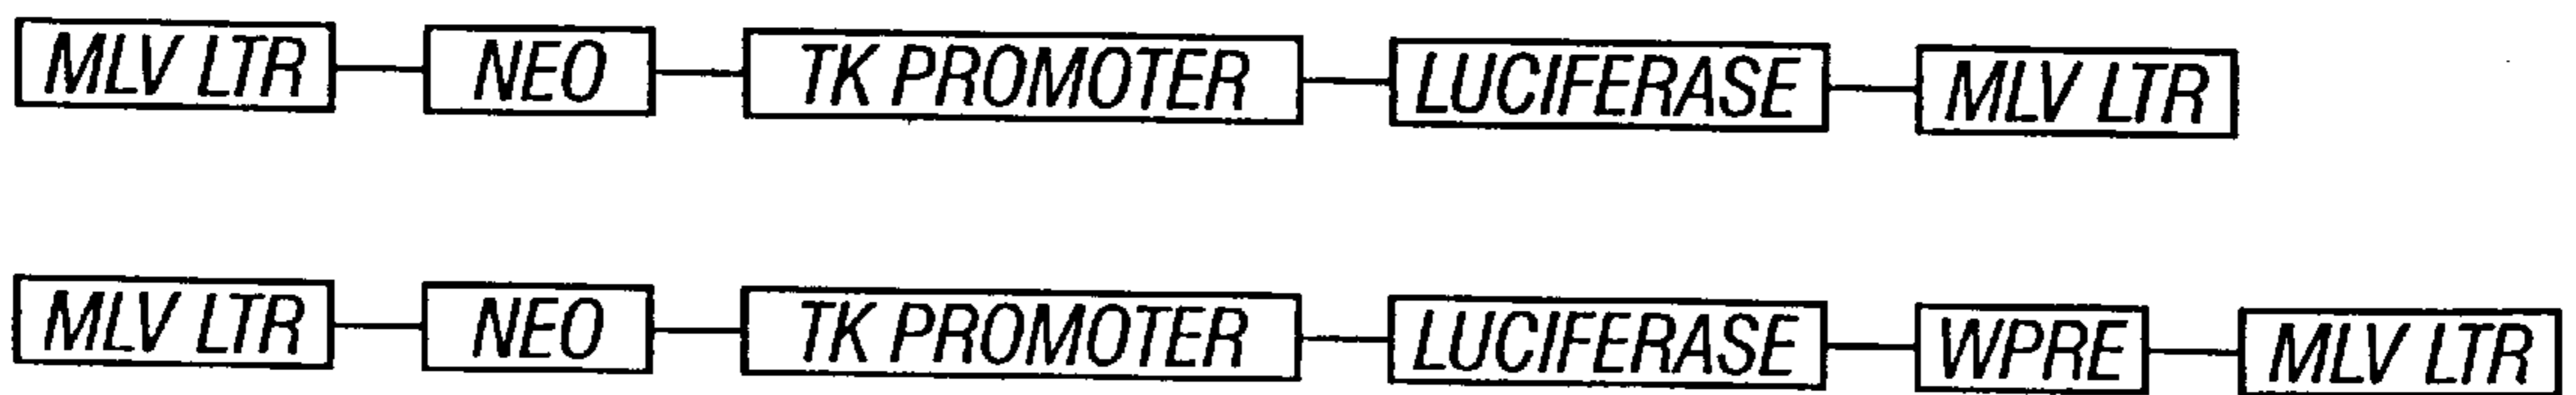 MLV LTR NEO TK PROMOTER LUCIFERASE MLV LTR
MLV LTR NEO TK PROMOTER LUCIFERASE WPRE MLV LTR